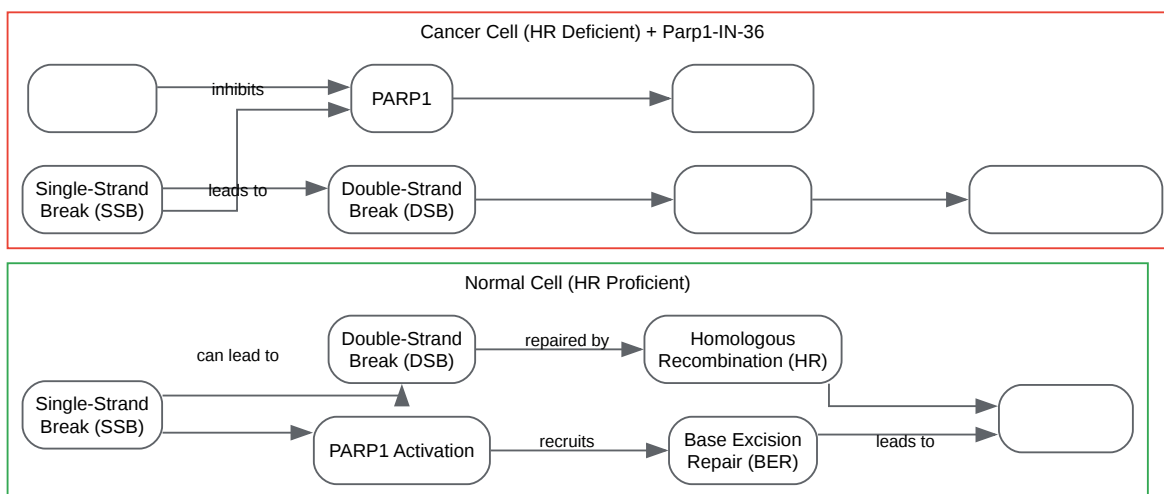 Cancer Cell (HR Deficient) + Parp1-IN-36
inhibits
PARP1
Single-Strand
Break (SSB)
leads to
Double-Strand
Break (DSB)
Normal Cell (HR Proficient)
Double-Strand
Break (DSB)
repaired by
Homologous
Recombination (HR)
can lead to
Single-Strand
Break (SSB)
PARP1 Activation
recruits
Base Excision
Repair (BER)
leads to